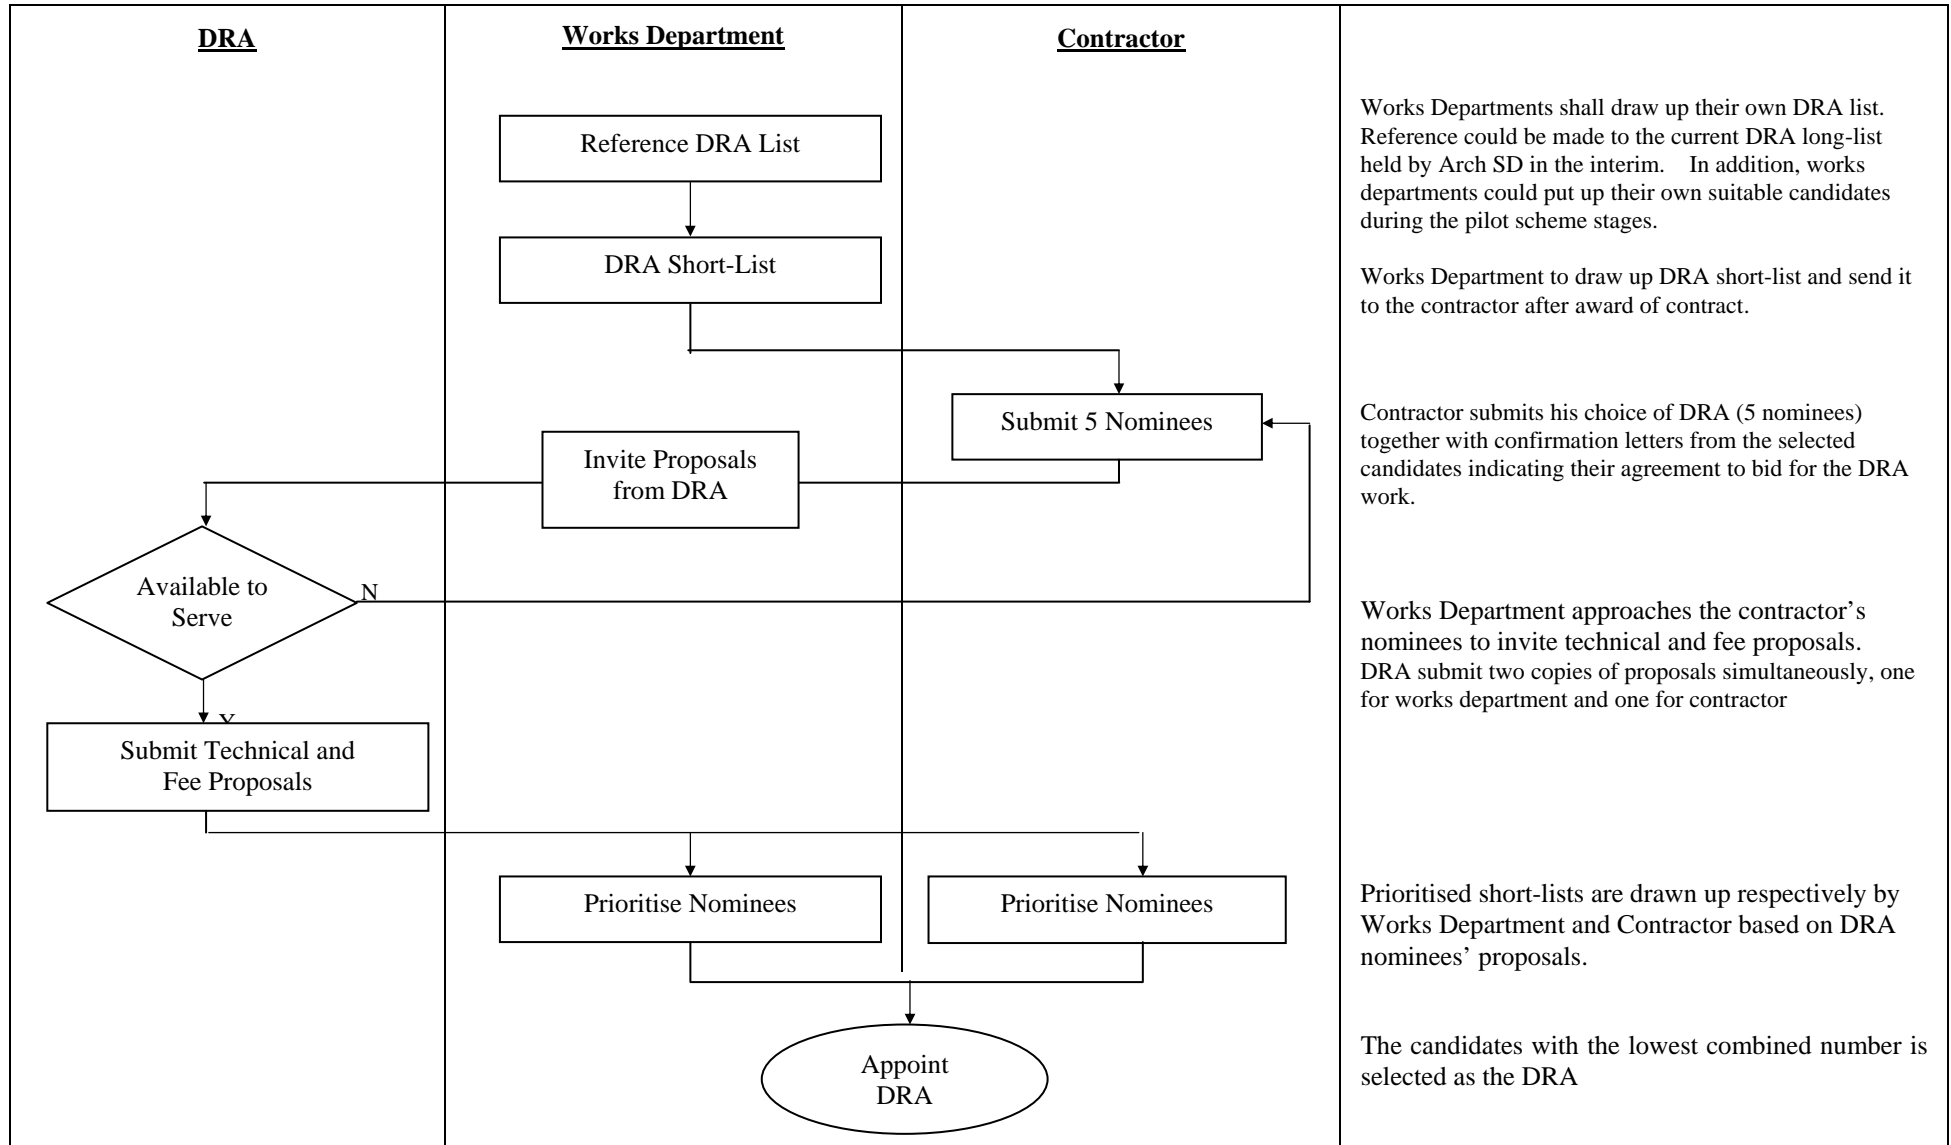 DRA
Works Department
Contractor
Reference DRA List
Works Departments shall draw up their own DRA list.
Reference could be made to the current DRA long-list
held by Arch SD in the interim. In addition, works
departments could put up their own suitable candidates
during the pilot scheme stages.
DRA Short-List
Works Department to draw up DRA short-list and send it
to the contractor after award of contract.
Submit 5 Nominees
Contractor submits his choice of DRA (5 nominees)
together with confirmation letters from the selected
candidates indicating their agreement to bid for the DRA
work.
Invite Proposals
from DRA
Available to
Serve
N
Works Department approaches the contractor’s
nominees to invite technical and fee proposals.
DRA submit two copies of proposals simultaneously, one
for works department and one for contractor
Y
Submit Technical and
Fee Proposals
Prioritise Nominees
Prioritise Nominees
Prioritised short-lists are drawn up respectively by
Works Department and Contractor based on DRA
nominees’ proposals.
Appoint
DRA
The candidates with the lowest combined number is
selected as the DRA